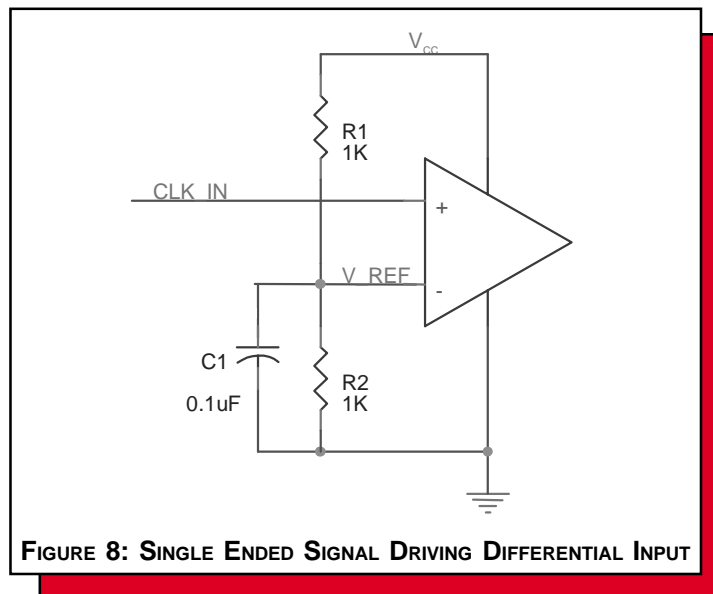 Vcc
R1
1K
CLK_IN
+
V_REF
-
C1
0.1uF
R2
1K
FIGURE 8: SINGLE ENDED SIGNAL DRIVING DIFFERENTIAL INPUT